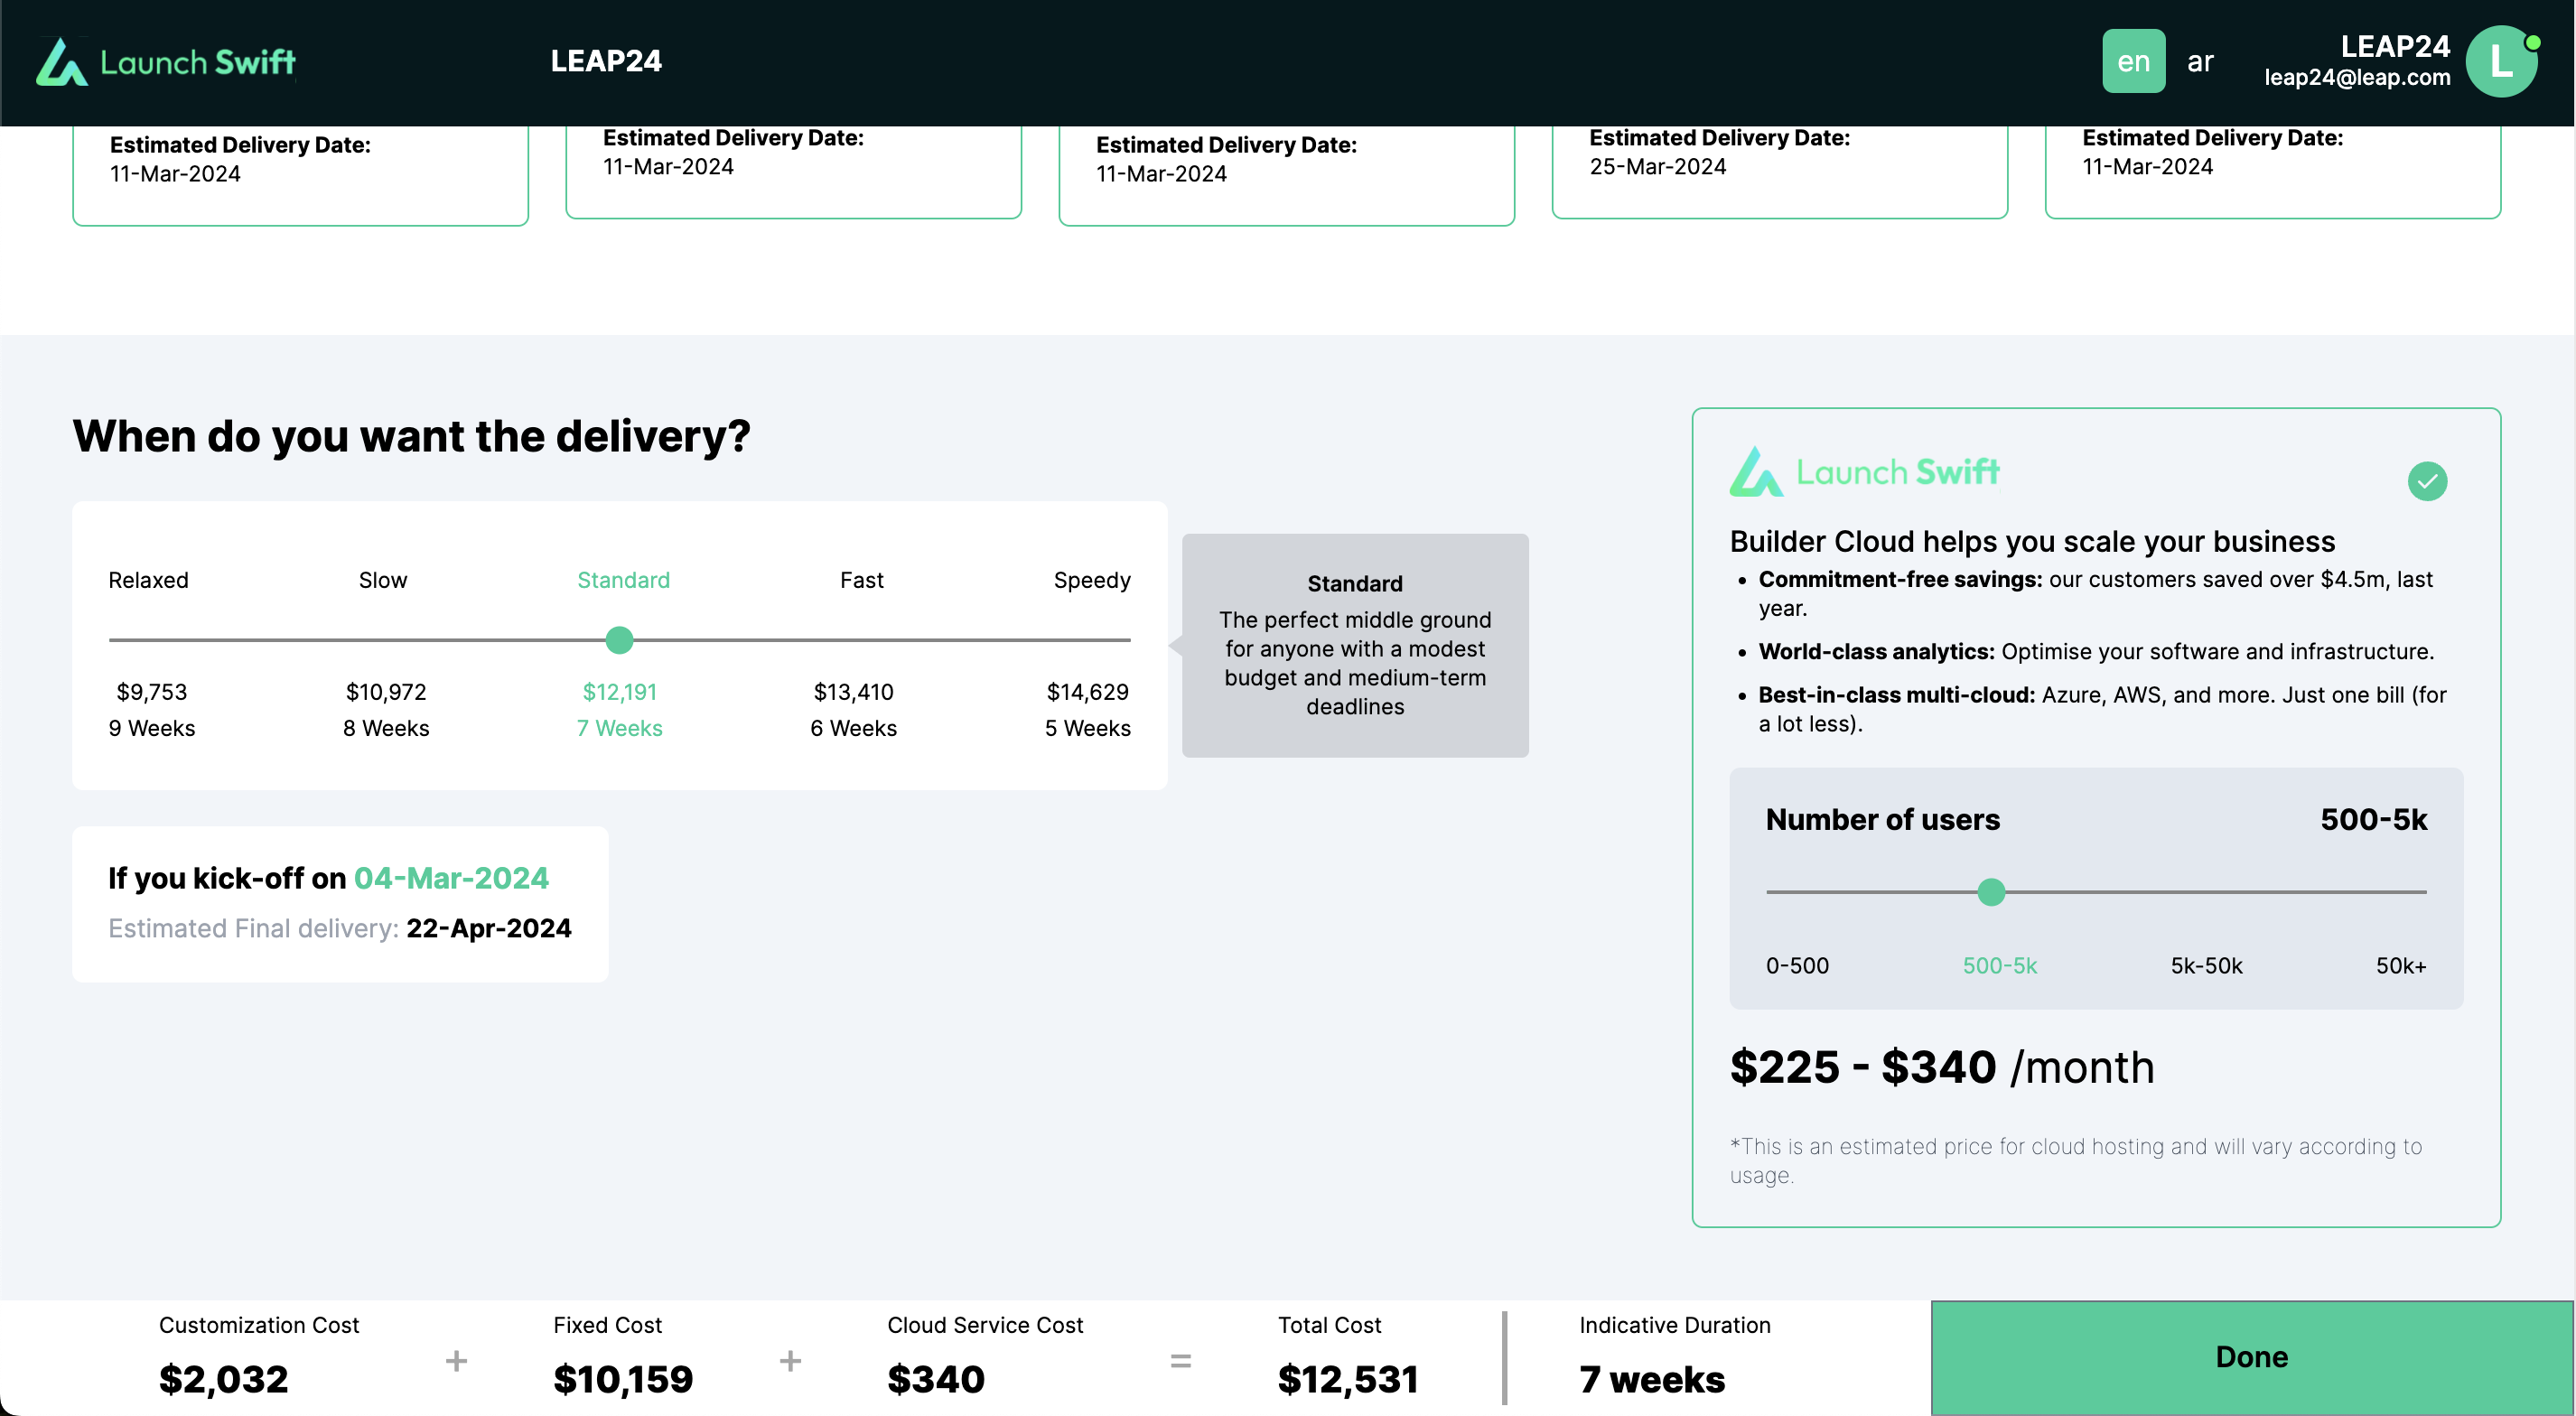 Launch Swift
LEAP24
en ar
LEAP24
leap24@leap.com
L
Estimated Delivery Date:
11-Mar-2024
Estimated Delivery Date:
11-Mar-2024
Estimated Delivery Date:
11-Mar-2024
Estimated Delivery Date:
25-Mar-2024
Estimated Delivery Date:
11-Mar-2024
When do you want the delivery?
Relaxed Slow Standard Fast Speedy
$9,753 $10,972 $12,191 $13,410 $14,629
9 Weeks 8 Weeks 7 Weeks 6 Weeks 5 Weeks
Standard
The perfect middle ground
for anyone with a modest
budget and medium-term
deadlines
If you kick-off on 04-Mar-2024
Estimated Final delivery: 22-Apr-2024
Launch Swift
Builder Cloud helps you scale your business
• Commitment-free savings: our customers saved over $4.5m, last
year.
• World-class analytics: Optimise your software and infrastructure.
• Best-in-class multi-cloud: Azure, AWS, and more. Just one bill (for
a lot less).
Number of users 500-5k
0-500 500-5k 5k-50k 50k+
$225 - $340 /month
*This is an estimated price for cloud hosting and will vary according to
usage.
Customization Cost
$2,032
+
Fixed Cost
$10,159
+
Cloud Service Cost
$340
=
Total Cost
$12,531
Indicative Duration
7 weeks
Done